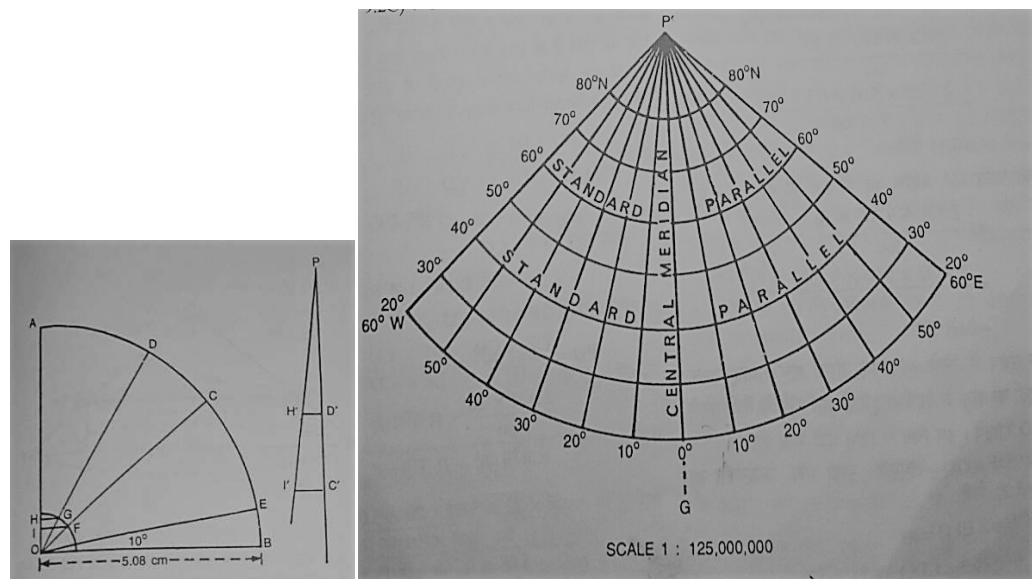 A
D
C
H
G
I
F
E
O
10°
B
5.08 cm
P
H'
D'
I'
C'
P'
80°N
80°N
70°
70°
60°
60°
50°
50°
40°
40°
30°
30°
20°
20°
60° W
60°E
STANDARD
PARALLEL
STANDARD
PARALLEL
CENTRAL MERIDIAN
50°
50°
40°
40°
30°
20°
10°
0°
10°
20°
30°
G
SCALE 1 : 125,000,000